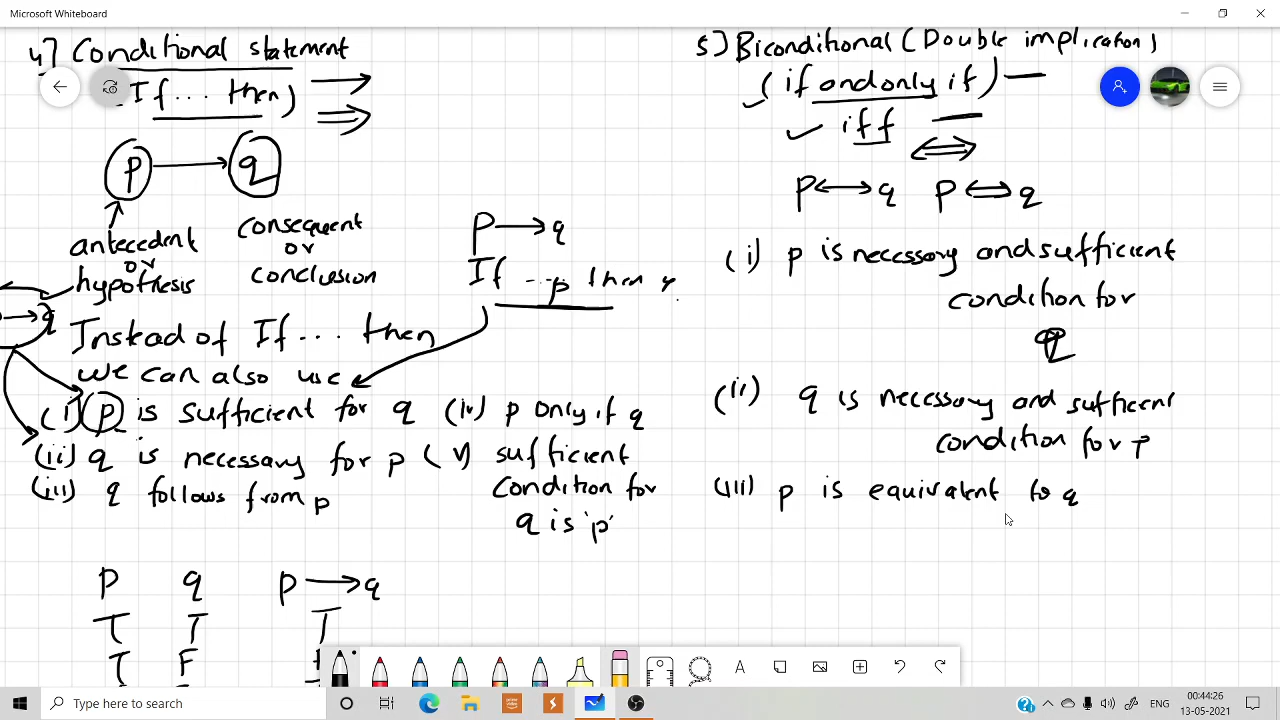 Microsoft Whiteboard
4) Conditional statement
(If ... then) →
⇒
p → q
antecedent
or
hypothesis
consequent
or
conclusion
P → q
If ... p then
→ q
Instead of If ... then
we can also use
(i) p is sufficient for q
(ii) q is necessary for p
(iii) q follows from p
(iv) p only if q
(v) sufficient
condition for
q is 'p'
P q p → q
T T T
T F
5) Biconditional (Double implication)
(if and only if) —
✓ iff —
⇔
P ↔ q P ⇔ q
(i) p is necessary and sufficient
condition for
q
(ii) q is necessary and sufficient
condition for p
(iii) p is equivalent to q
Type here to search
ENG
00:44:26
13-05-2021